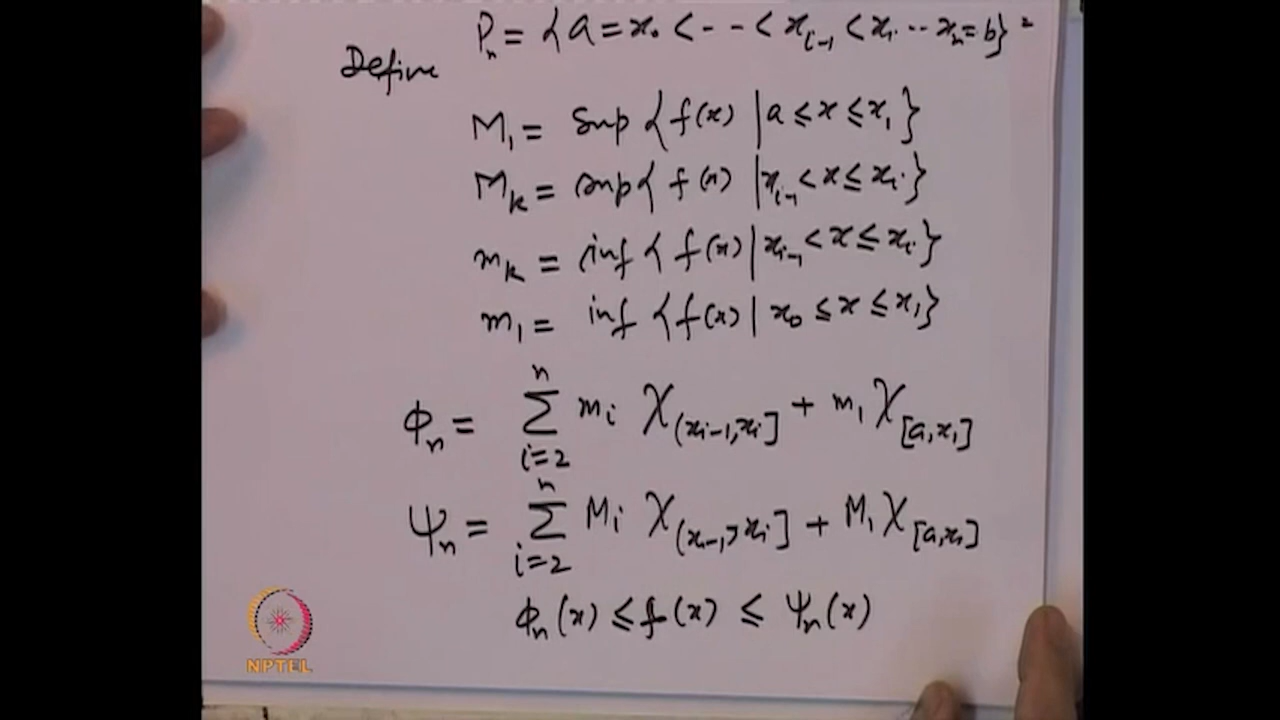 P_n = {a = x_0 < -- < x_{i-1} < x_i ... x_n = b}
Define
M_1 = Sup {f(x) | a ≤ x ≤ x_1}
M_k = sup{ f(x) | x_{i-1} < x ≤ x_i}
m_k = inf { f(x) | x_{i-1} < x ≤ x_i}
m_1 = inf {f(x) | x_0 ≤ x ≤ x_1}
ϕ_n = ∑_{i=2}^{n} m_i χ_{(x_{i-1}, x_i]} + m_1 χ_{[a, x_1]}
ψ_n = ∑_{i=2}^{n} M_i χ_{(x_{i-1}, x_i]} + M_1 χ_{[a, x_1]}
ϕ_n(x) ≤ f(x) ≤ ψ_n(x)
NPTEL